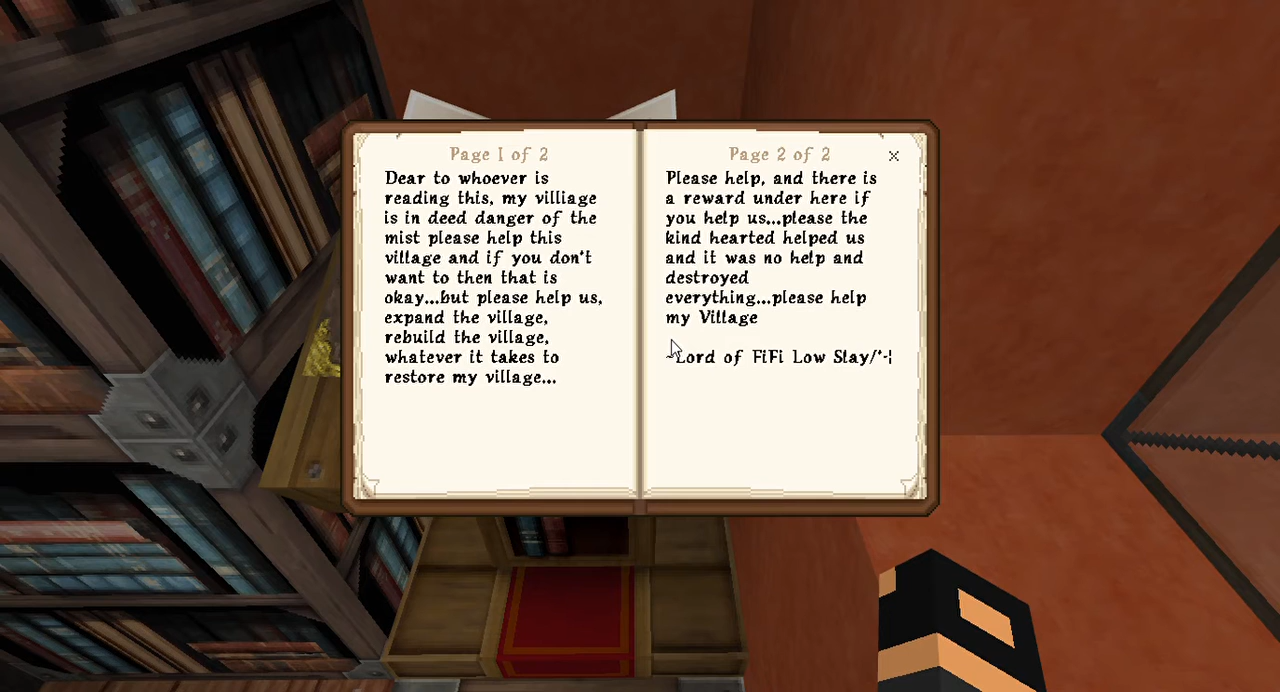 Page 1 of 2
Dear to whoever is
reading this, my villiage
is in deed danger of the
mist please help this
village and if you don't
want to then that is
okay...but please help us,
expand the village,
rebuild the village,
whatever it takes to
restore my village...
Page 2 of 2
Please help, and there is
a reward under here if
you help us...please the
kind hearted helped us
and it was no help and
destroyed
everything...please help
my Village
~Lord of FiFi Low Slay/*-¦